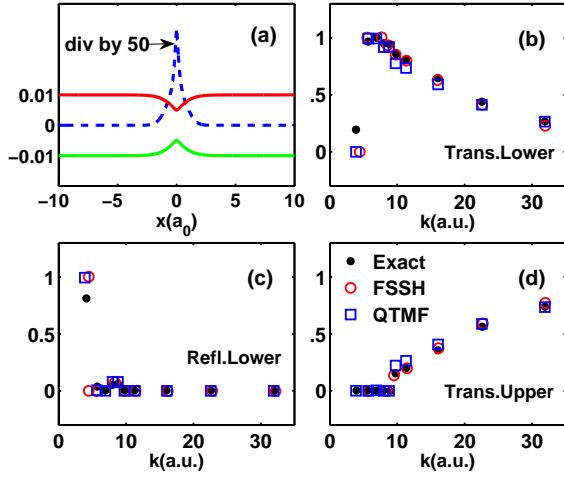 (a)
div by 50
0.01
0
−0.01
−10 −5 0 5 10
x(a0)
(b)
1
.5
0
Trans.Lower
0 10 20 30
k(a.u.)
(c)
1
0.5
0
Refl.Lower
0 10 20 30
k(a.u.)
(d)
Exact
FSSH
QTMF
1
0.5
0
Trans.Upper
0 10 20 30
k(a.u.)